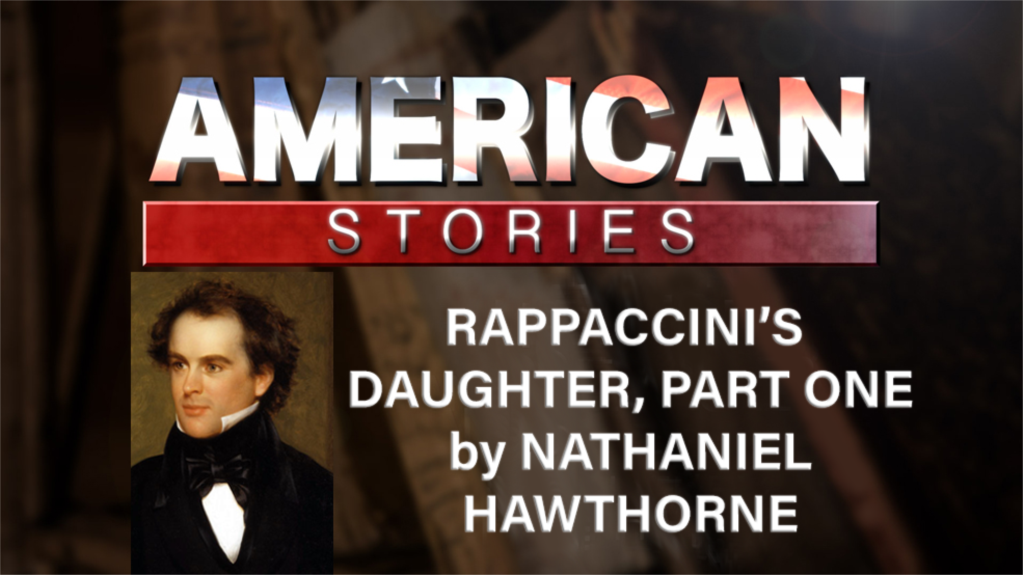 AMERICAN
STORIES
RAPPACCINI'S
DAUGHTER, PART ONE
by NATHANIEL
HAWTHORNE